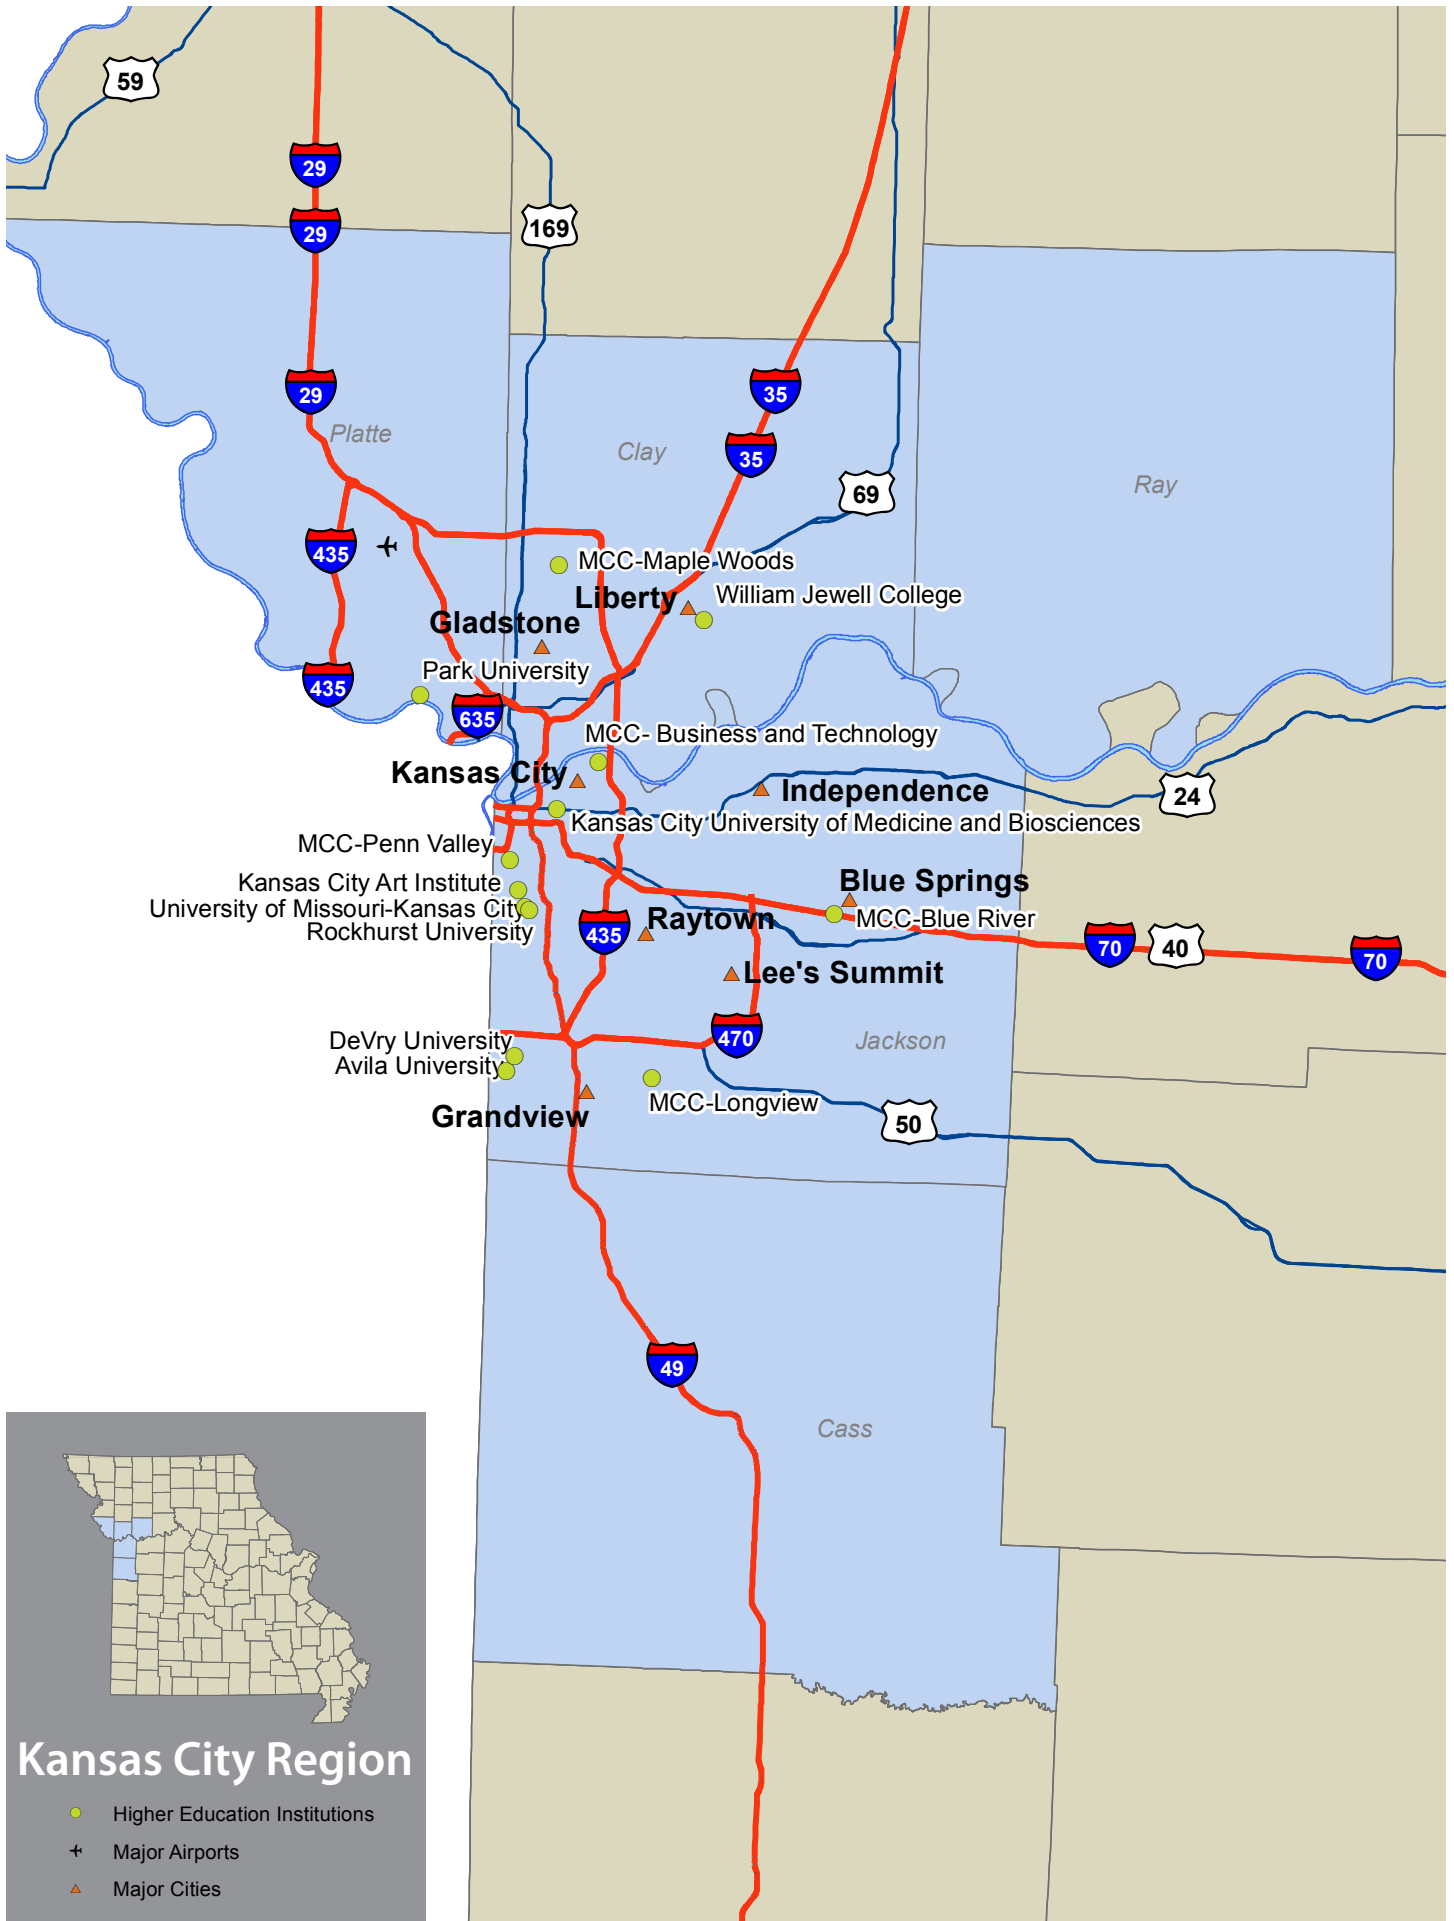 59
29
29
169
29
35
Platte
Clay
35
Ray
69
435
MCC-Maple Woods
William Jewell College
Liberty
Gladstone
Park University
435
635
MCC- Business and Technology
Kansas City
Independence
24
Kansas City University of Medicine and Biosciences
MCC-Penn Valley
Kansas City Art Institute
Blue Springs
University of Missouri-Kansas City
Raytown
MCC-Blue River
Rockhurst University
435
70
40
70
Lee's Summit
DeVry University
470
Jackson
Avila University
MCC-Longview
Grandview
50
49
Cass
Kansas City Region
Higher Education Institutions
Major Airports
Major Cities